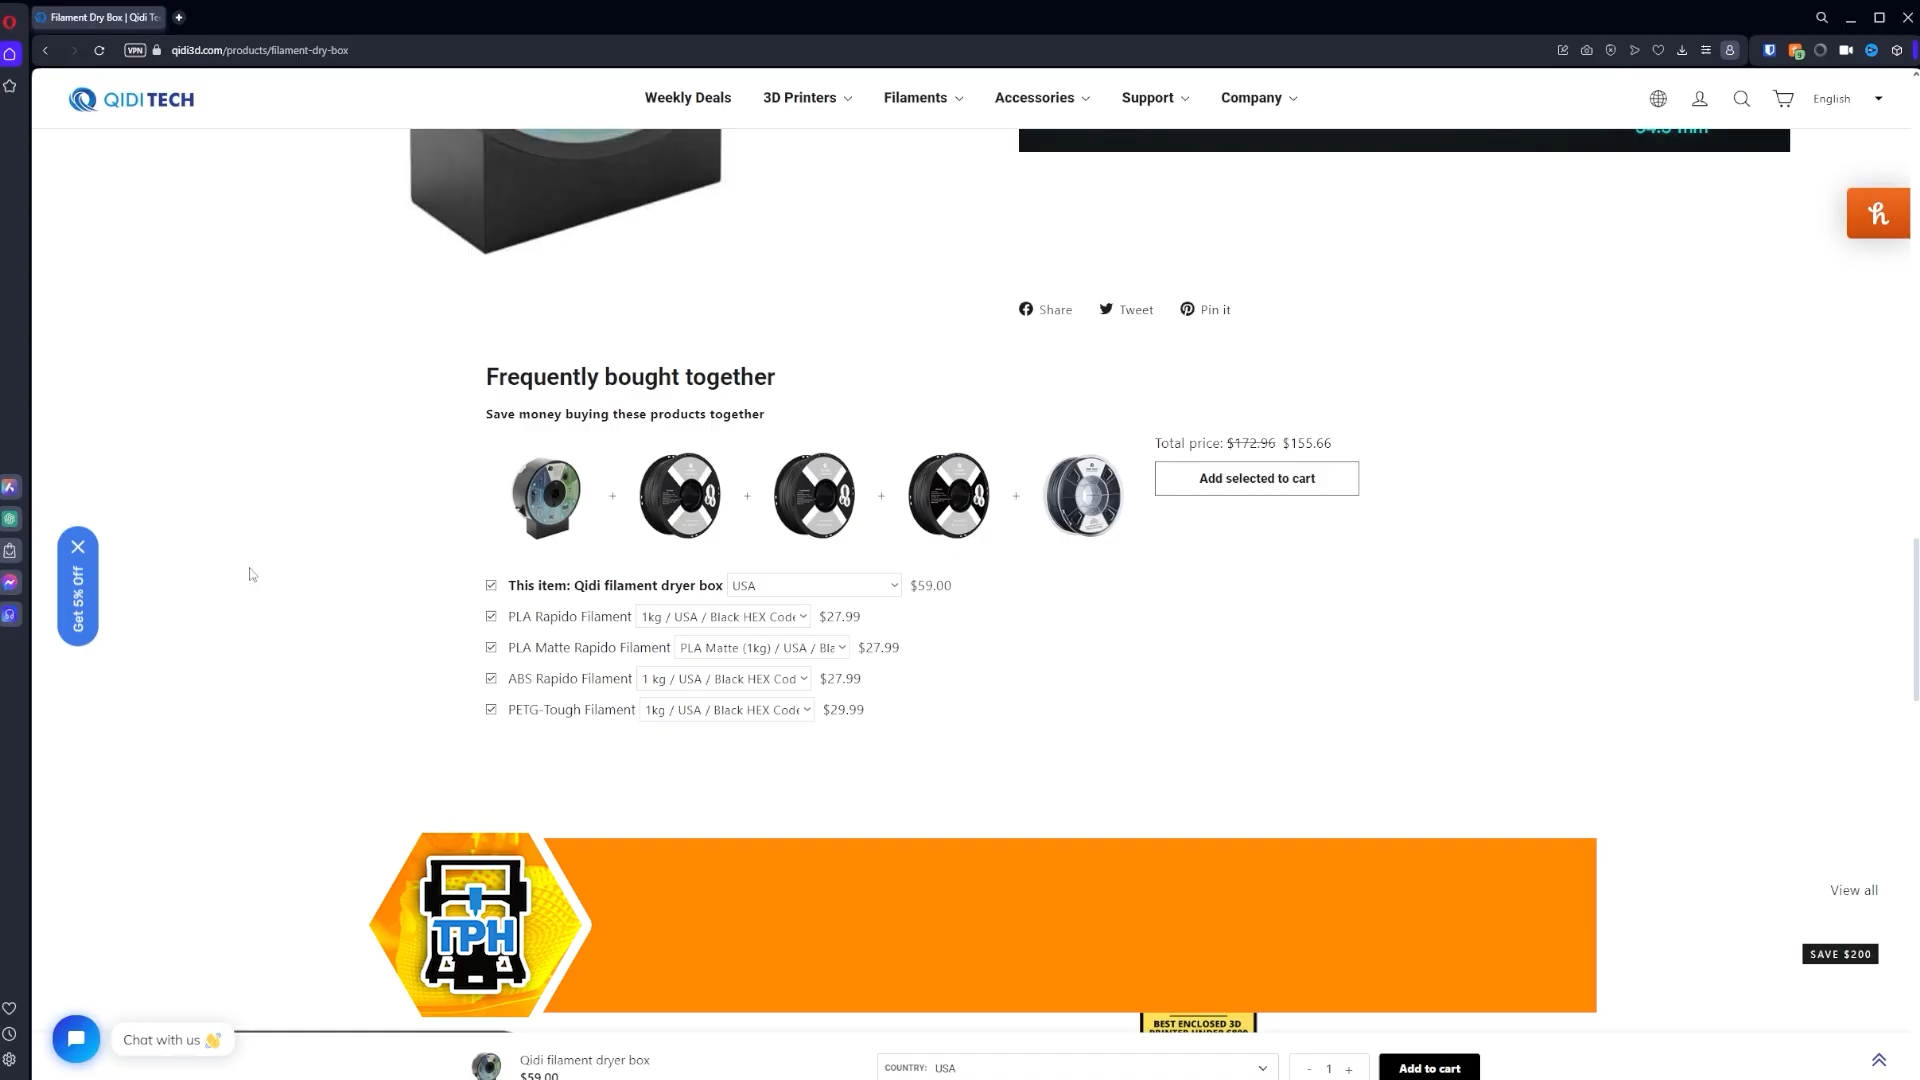 Filament Dry Box | Qidi Te
VPN qidi3d.com/products/filament-dry-box
QIDI TECH
Weekly Deals 3D Printers Filaments Accessories Support Company
English
Share Tweet Pin it
Frequently bought together
Save money buying these products together
Total price: $172.96 $155.66
Add selected to cart
This item: Qidi filament dryer box USA $59.00
PLA Rapido Filament 1kg / USA / Black HEX Code $27.99
PLA Matte Rapido Filament PLA Matte (1kg) / USA / Bla $27.99
ABS Rapido Filament 1 kg / USA / Black HEX Cod $27.99
PETG-Tough Filament 1kg / USA / Black HEX Code $29.99
Get 5% Off
TPH
View all
SAVE $200
BEST ENCLOSED 3D
Chat with us 👋
Qidi filament dryer box
$59.00
COUNTRY: USA
- 1 +
Add to cart